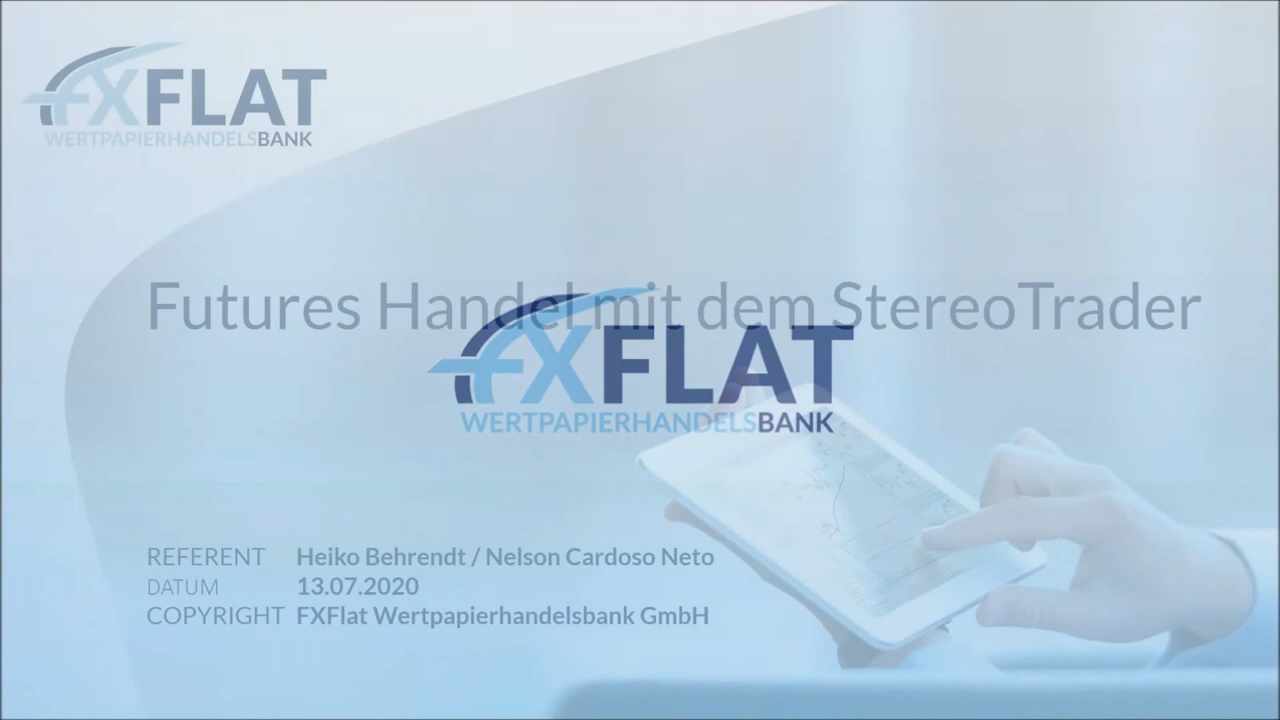 FXFLAT
WERTPAPIERHANDELSBANK
Futures Handel mit dem StereoTrader
FXFLAT
WERTPAPIERHANDELSBANK
REFERENT Heiko Behrendt / Nelson Cardoso Neto
DATUM 13.07.2020
COPYRIGHT FXFlat Wertpapierhandelsbank GmbH